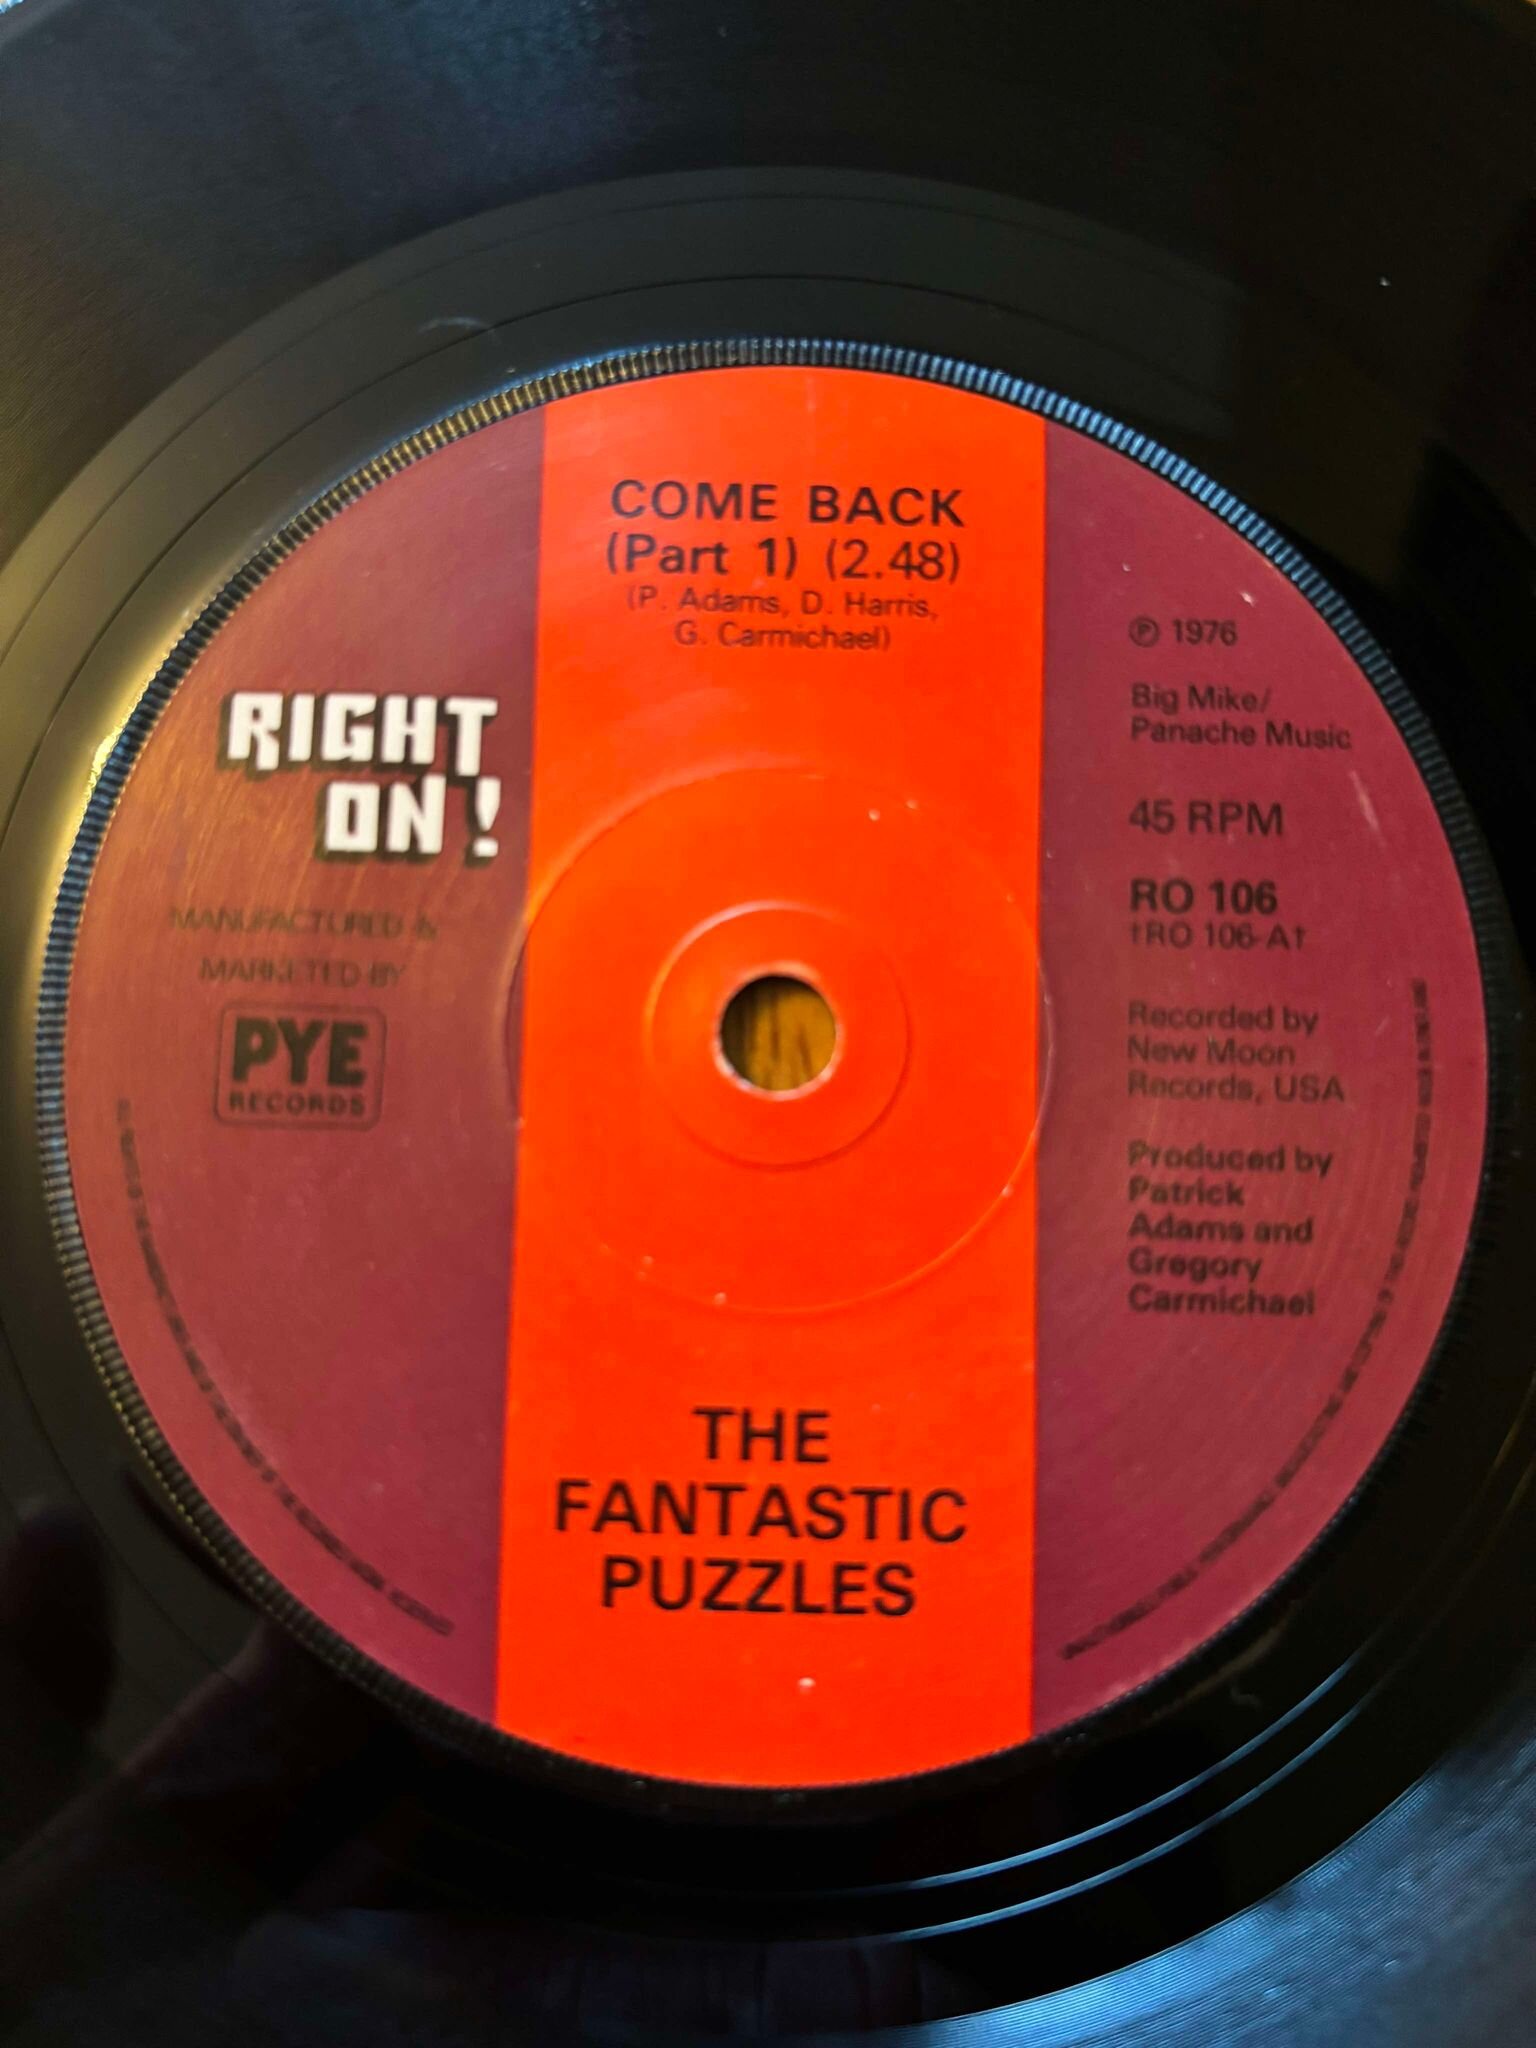 COME BACK
(Part 1) (2.48)
(P. Adams, D. Harris,
G. Carmichael)
RIGHT
ON!
MANUFACTURED &
MARKETED BY
PYE
RECORDS
℗ 1976
Big Mike/
Panache Music
45 RPM
RO 106
†RO 106-A†
Recorded by
New Moon
Records, USA
Produced by
Patrick
Adams and
Gregory
Carmichael
THE
FANTASTIC
PUZZLES